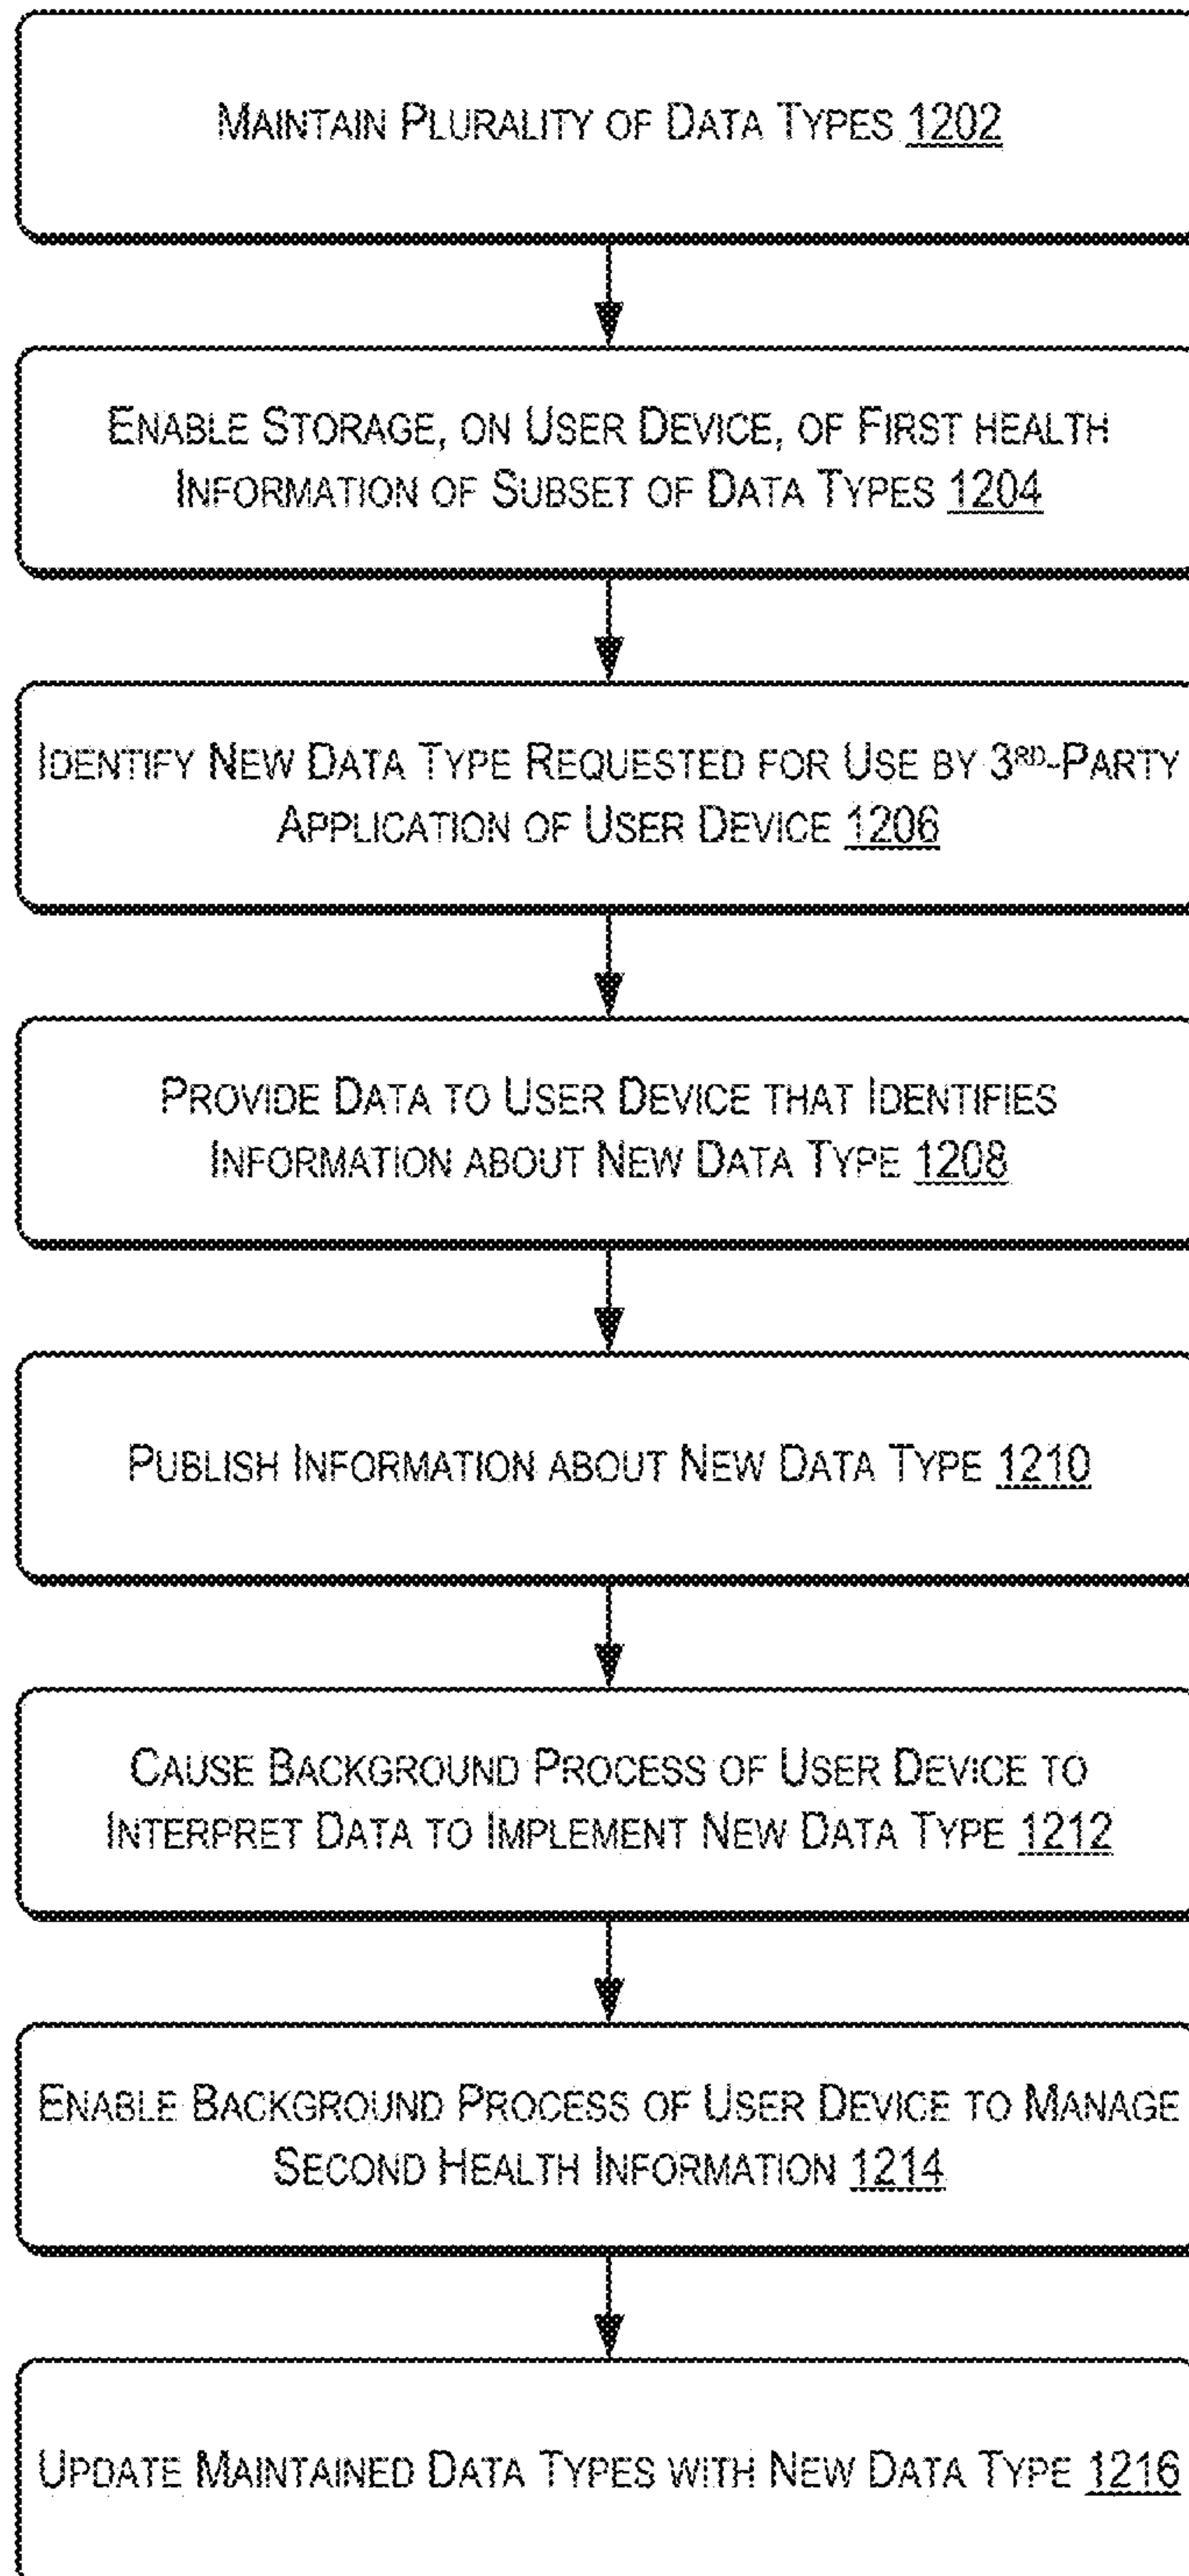 MAINTAIN PLURALITY OF DATA TYPES 1202
ENABLE STORAGE, ON USER DEVICE, OF FIRST HEALTH
INFORMATION OF SUBSET OF DATA TYPES 1204
IDENTIFY NEW DATA TYPE REQUESTED FOR USE BY 3RD-PARTY
APPLICATION OF USER DEVICE 1206
PROVIDE DATA TO USER DEVICE THAT IDENTIFIES
INFORMATION ABOUT NEW DATA TYPE 1208
PUBLISH INFORMATION ABOUT NEW DATA TYPE 1210
CAUSE BACKGROUND PROCESS OF USER DEVICE TO
INTERPRET DATA TO IMPLEMENT NEW DATA TYPE 1212
ENABLE BACKGROUND PROCESS OF USER DEVICE TO MANAGE
SECOND HEALTH INFORMATION 1214
UPDATE MAINTAINED DATA TYPES WITH NEW DATA TYPE 1216